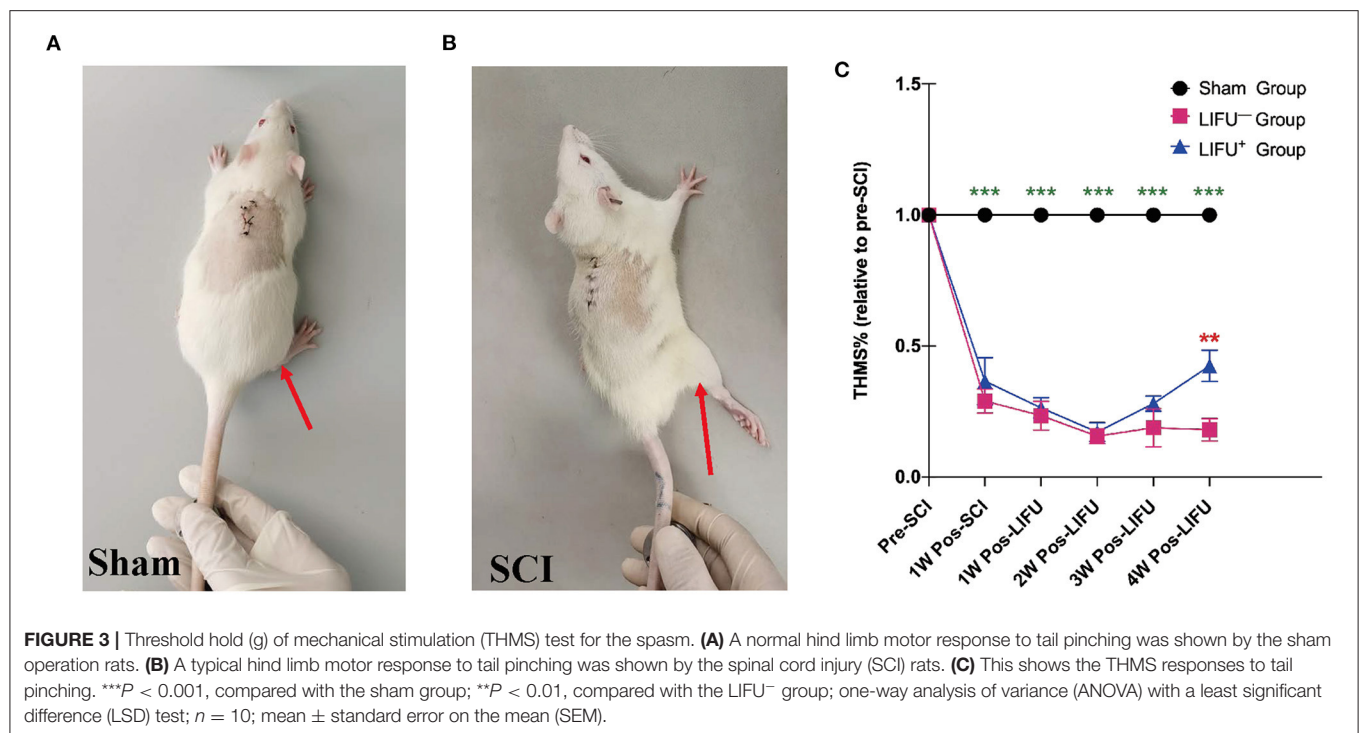 A
B
C
Sham
SCI
1.5
1.0
0.5
0.0
THMS% (relative to pre-SCI)
Sham Group
LIFU— Group
LIFU+ Group
*** *** *** *** ***
**
Pre-SCI
1W Pos-SCI
1W Pos-LIFU
2W Pos-LIFU
3W Pos-LIFU
4W Pos-LIFU
FIGURE 3 | Threshold hold (g) of mechanical stimulation (THMS) test for the spasm. (A) A normal hind limb motor response to tail pinching was shown by the sham
operation rats. (B) A typical hind limb motor response to tail pinching was shown by the spinal cord injury (SCI) rats. (C) This shows the THMS responses to tail
pinching. ***P < 0.001, compared with the sham group; **P < 0.01, compared with the LIFU− group; one-way analysis of variance (ANOVA) with a least significant
difference (LSD) test; n = 10; mean ± standard error on the mean (SEM).